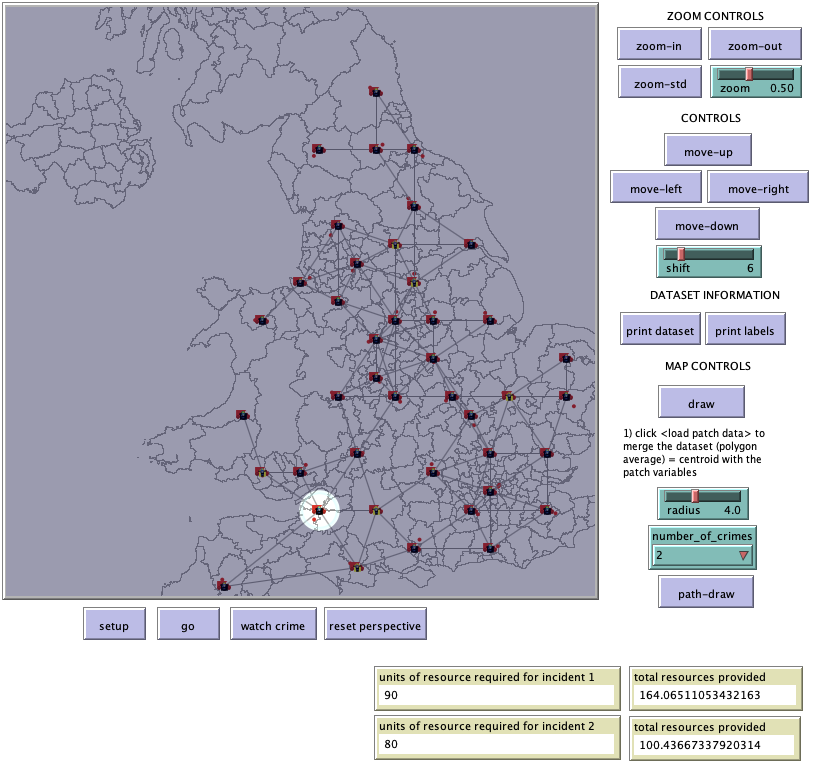 ZOOM CONTROLS
zoom-in
zoom-out
zoom-std
zoom 0.50
CONTROLS
move-up
move-left
move-right
move-down
shift 6
DATASET INFORMATION
print dataset
print labels
MAP CONTROLS
draw
1) click <load patch data> to
merge the dataset (polygon
average) = centroid with the
patch variables
radius 4.0
number_of_crimes
2
path-draw
setup
go
watch crime
reset perspective
units of resource required for incident 1
90
total resources provided
164.06511053432163
units of resource required for incident 2
80
total resources provided
100.43667337920314